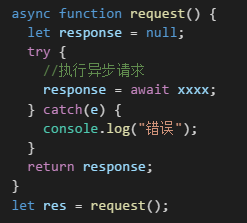 async function request() {
  let response = null;
  try {
    //执行异步请求
    response = await xxxx;
  } catch(e) {
    console.log("错误");
  }
  return response;
}
let res = request();